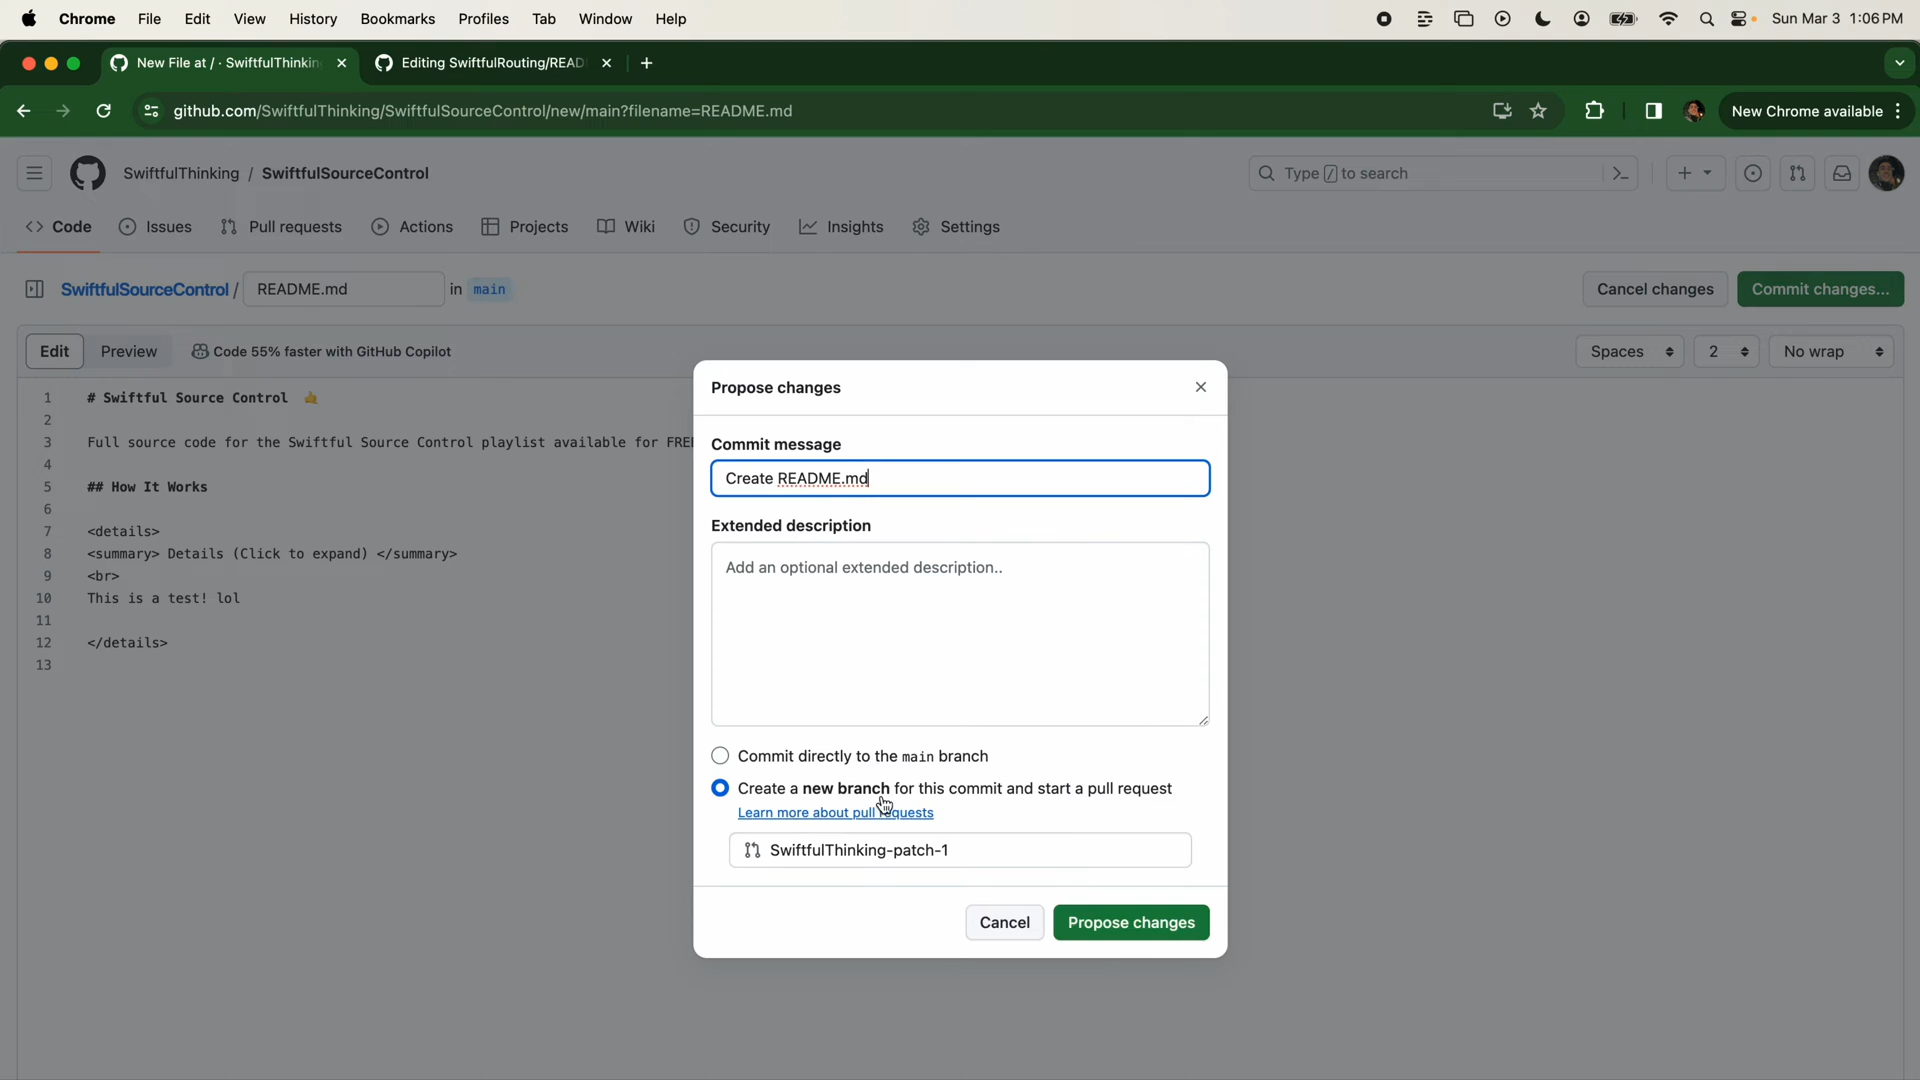 Chrome File Edit View History Bookmarks Profiles Tab Window Help Sun Mar 3 1:06 PM
New File at / · SwiftfulThinkin Editing SwiftfulRouting/READ
github.com/SwiftfulThinking/SwiftfulSourceControl/new/main?filename=README.md New Chrome available
SwiftfulThinking / SwiftfulSourceControl Type / to search
Code Issues Pull requests Actions Projects Wiki Security Insights Settings
SwiftfulSourceControl / README.md in main Cancel changes Commit changes...
Edit Preview Code 55% faster with GitHub Copilot Spaces 2 No wrap
1 # Swiftful Source Control 🤙
2
3 Full source code for the Swiftful Source Control playlist available for FREE
4
5 ## How It Works
6
7 <details>
8 <summary> Details (Click to expand) </summary>
9 <br>
10 This is a test! lol
11
12 </details>
13
Propose changes
Commit message
Create README.md
Extended description
Add an optional extended description..
Commit directly to the main branch
Create a new branch for this commit and start a pull request
Learn more about pull requests
SwiftfulThinking-patch-1
Cancel Propose changes